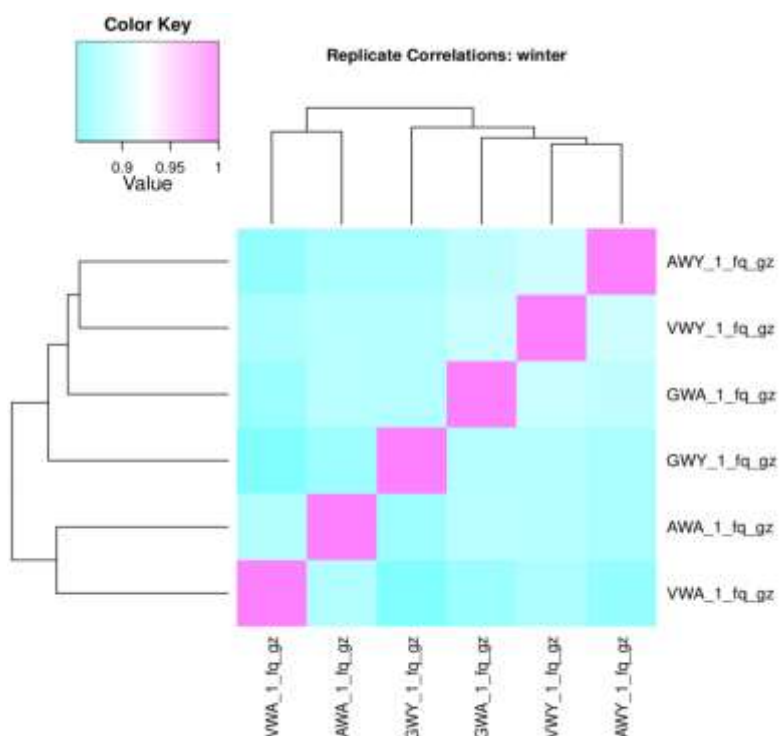 Color Key
0.9 0.95 1
Value
Replicate Correlations: winter
AWY_1_fq_gz
VWY_1_fq_gz
GWA_1_fq_gz
GWY_1_fq_gz
AWA_1_fq_gz
VWA_1_fq_gz
VWA_1_fq_gz
AWA_1_fq_gz
GWY_1_fq_gz
GWA_1_fq_gz
VWY_1_fq_gz
AWY_1_fq_gz